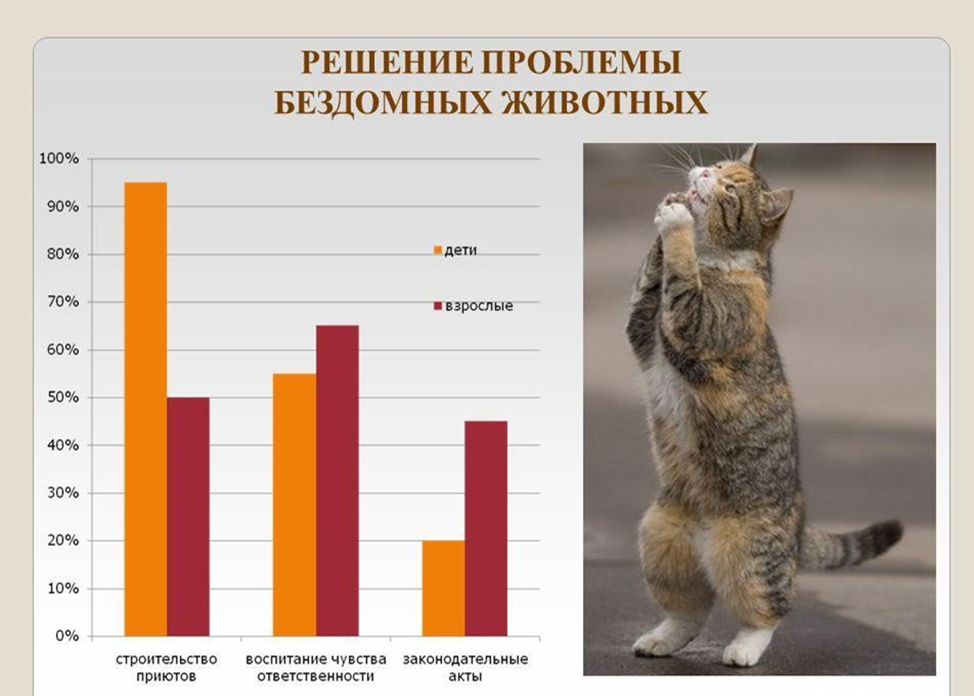 РЕШЕНИЕ ПРОБЛЕМЫ
БЕЗДОМНЫХ ЖИВОТНЫХ
100%
90%
80%
70%
60%
50%
40%
30%
20%
10%
0%
дети
взрослые
строительство
приютов
воспитание чувства
ответственности
законодательные
акты